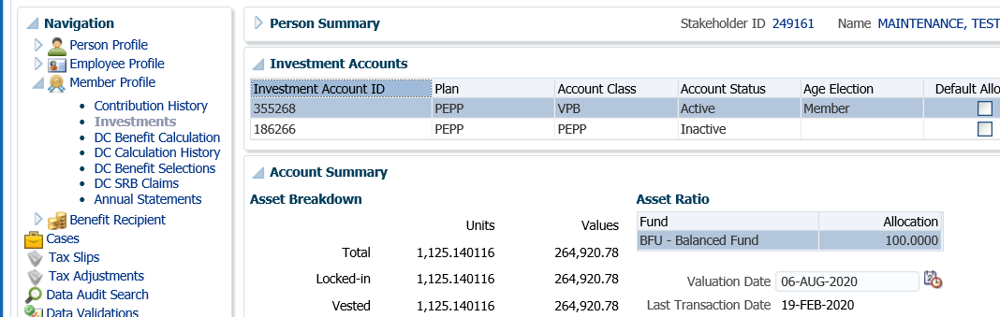 Navigation
Person Profile
Employee Profile
Member Profile
Contribution History
Investments
DC Benefit Calculation
DC Calculation History
DC Benefit Selections
DC SRB Claims
Annual Statements
Benefit Recipient
Cases
Tax Slips
Tax Adjustments
Data Audit Search
Data Validations
Person Summary Stakeholder ID 249161 Name MAINTENANCE, TEST
Investment Accounts
Investment Account ID Plan Account Class Account Status Age Election Default Allo
355268 PEPP VPB Active Member
186266 PEPP PEPP Inactive
Account Summary
Asset Breakdown
Units Values
Total 1,125.140116 264,920.78
Locked-in 1,125.140116 264,920.78
Vested 1,125.140116 264,920.78
Asset Ratio
Fund Allocation
BFU - Balanced Fund 100.0000
Valuation Date 06-AUG-2020
Last Transaction Date 19-FEB-2020